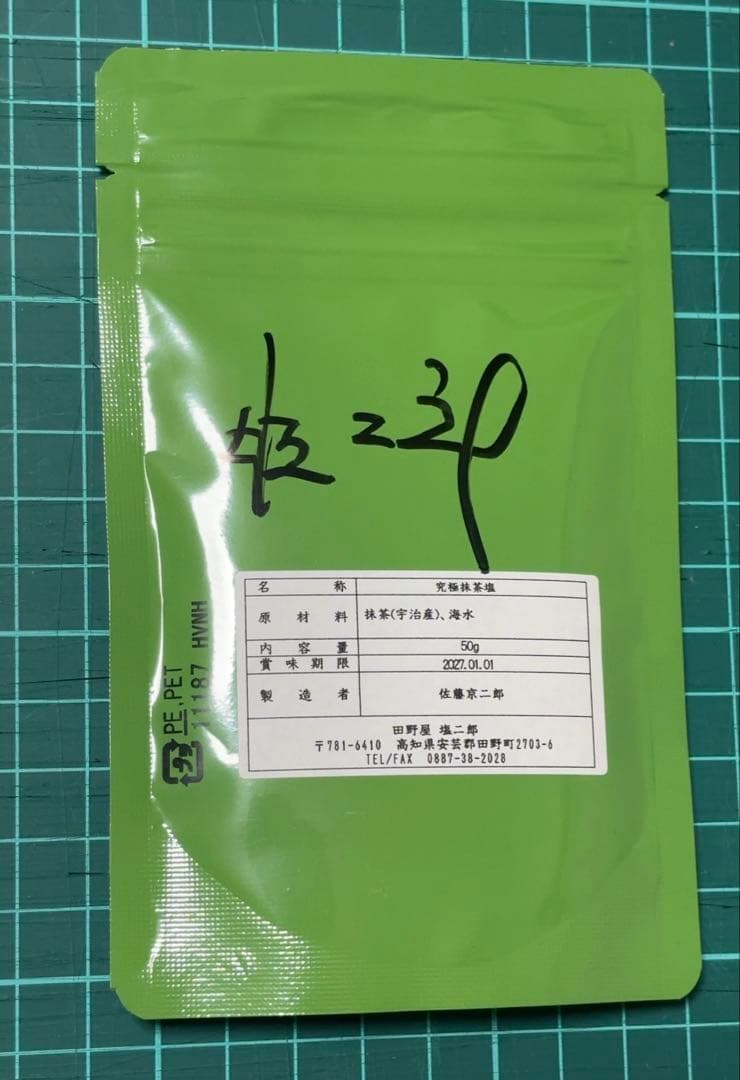 塩二郎
名称 究極抹茶塩
原材料 抹茶(宇治産)、海水
内容量 50g
賞味期限 2027.01.01
製造者 佐藤京二郎
田野屋 塩二郎
〒781-6410 高知県安芸郡田野町2703-6
TEL/FAX 0887-38-2028
PE,PET
11187 HVNH